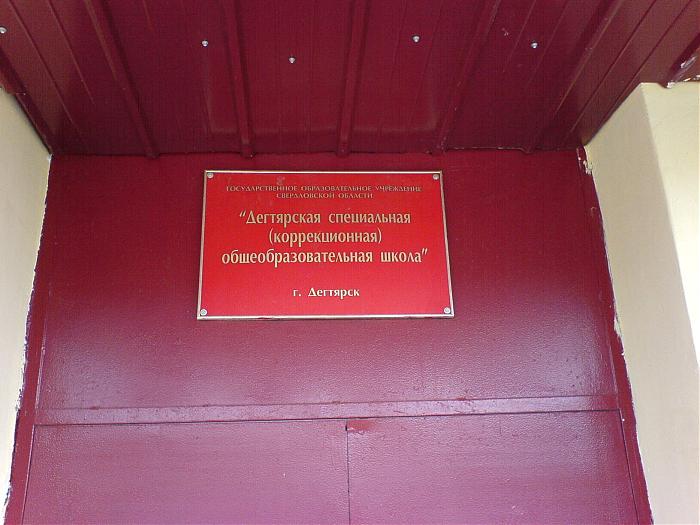 ГОСУДАРСТВЕННОЕ ОБРАЗОВАТЕЛЬНОЕ УЧРЕЖДЕНИЕ
СВЕРДЛОВСКОЙ ОБЛАСТИ
"Дегтярская специальная
(коррекционная)
общеобразовательная школа"
г. Дегтярск